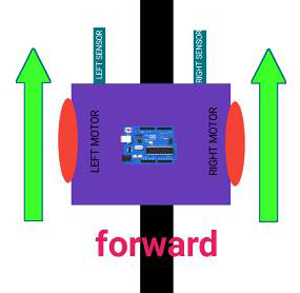 LEFT SENSOR
RIGHT SENSOR
LEFT MOTOR
RIGHT MOTOR
forward